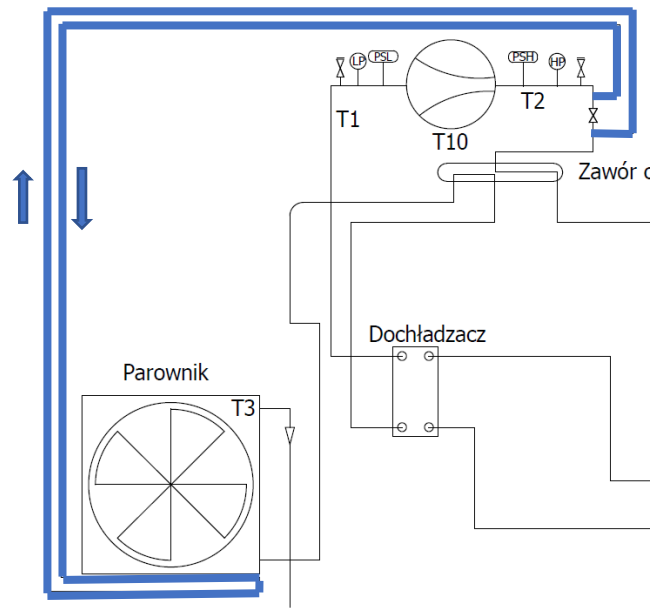 LP PSL PSH HP
T1 T2
T10
Zawór
Dochładzacz
Parownik
T3